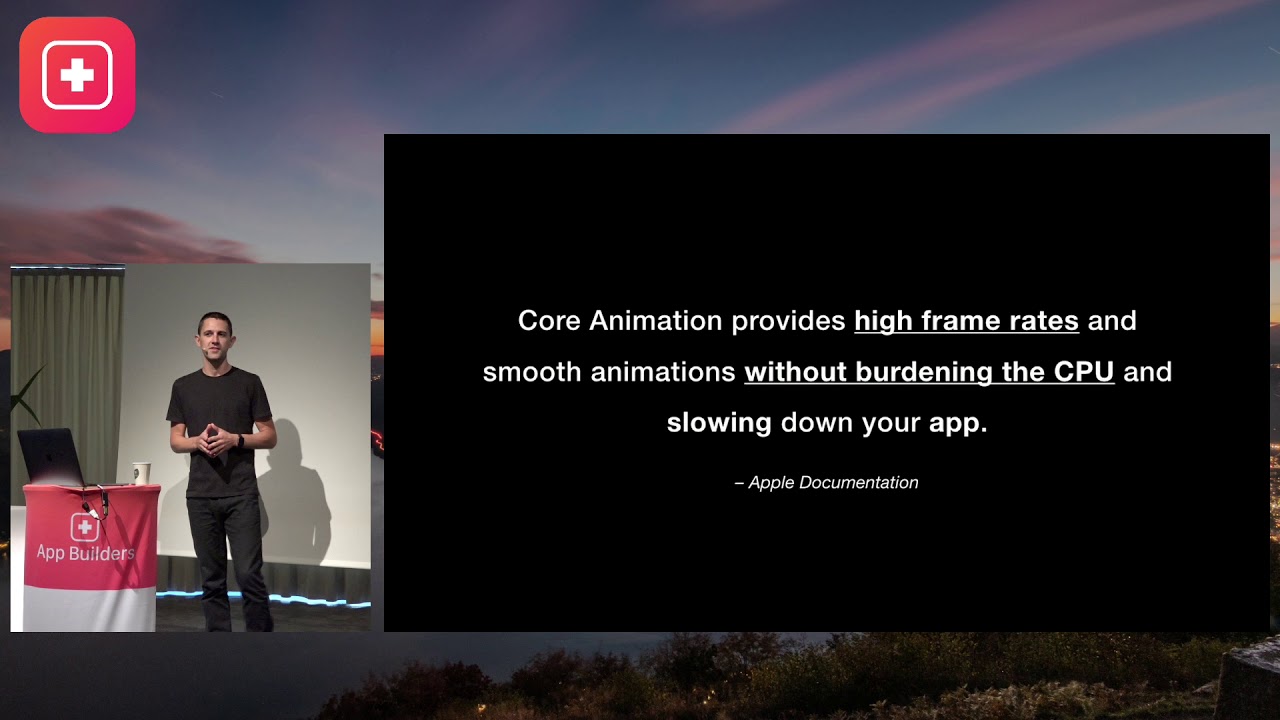 Core Animation provides high frame rates and
smooth animations without burdening the CPU and
slowing down your app.
– Apple Documentation
App Builders